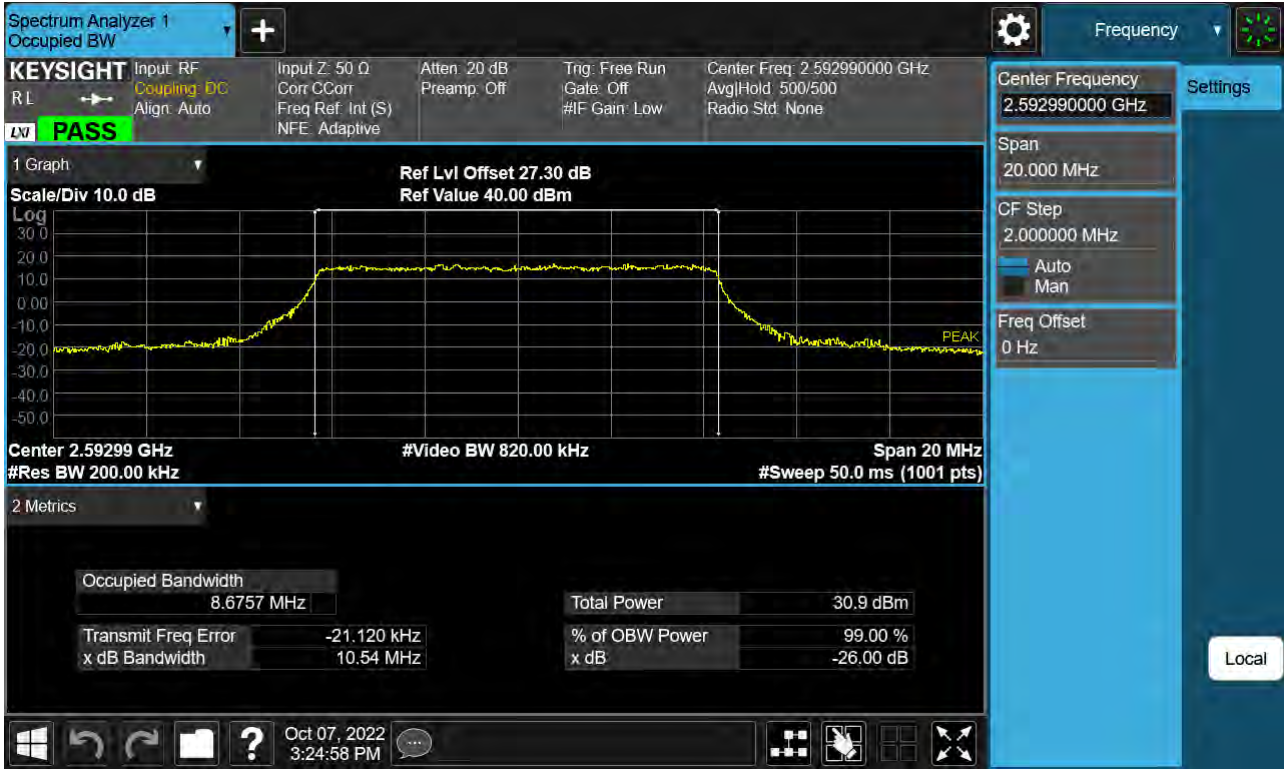 Spectrum Analyzer 1
Occupied BW
Frequency
KEYSIGHT
R L
LXI
PASS
Input: RF
Coupling: DC
Align: Auto
Input Z: 50 Ω
Corr CCorr
Freq Ref: Int (S)
NFE: Adaptive
Atten: 20 dB
Preamp: Off
Trig: Free Run
Gate: Off
#IF Gain: Low
Center Freq: 2.592990000 GHz
Avg|Hold: 500/500
Radio Std: None
1 Graph
Scale/Div 10.0 dB
Ref Lvl Offset 27.30 dB
Ref Value 40.00 dBm
Log
30.0
20.0
10.0
0.00
-10.0
-20.0
-30.0
-40.0
-50.0
PEAK
Center 2.59299 GHz
#Video BW 820.00 kHz
Span 20 MHz
#Res BW 200.00 kHz
#Sweep 50.0 ms (1001 pts)
2 Metrics
Occupied Bandwidth
8.6757 MHz
Total Power 30.9 dBm
Transmit Freq Error -21.120 kHz
% of OBW Power 99.00 %
x dB Bandwidth 10.54 MHz
x dB -26.00 dB
Oct 07, 2022
3:24:58 PM
Center Frequency
2.592990000 GHz
Settings
Span
20.000 MHz
CF Step
2.000000 MHz
Auto
Man
Freq Offset
0 Hz
Local